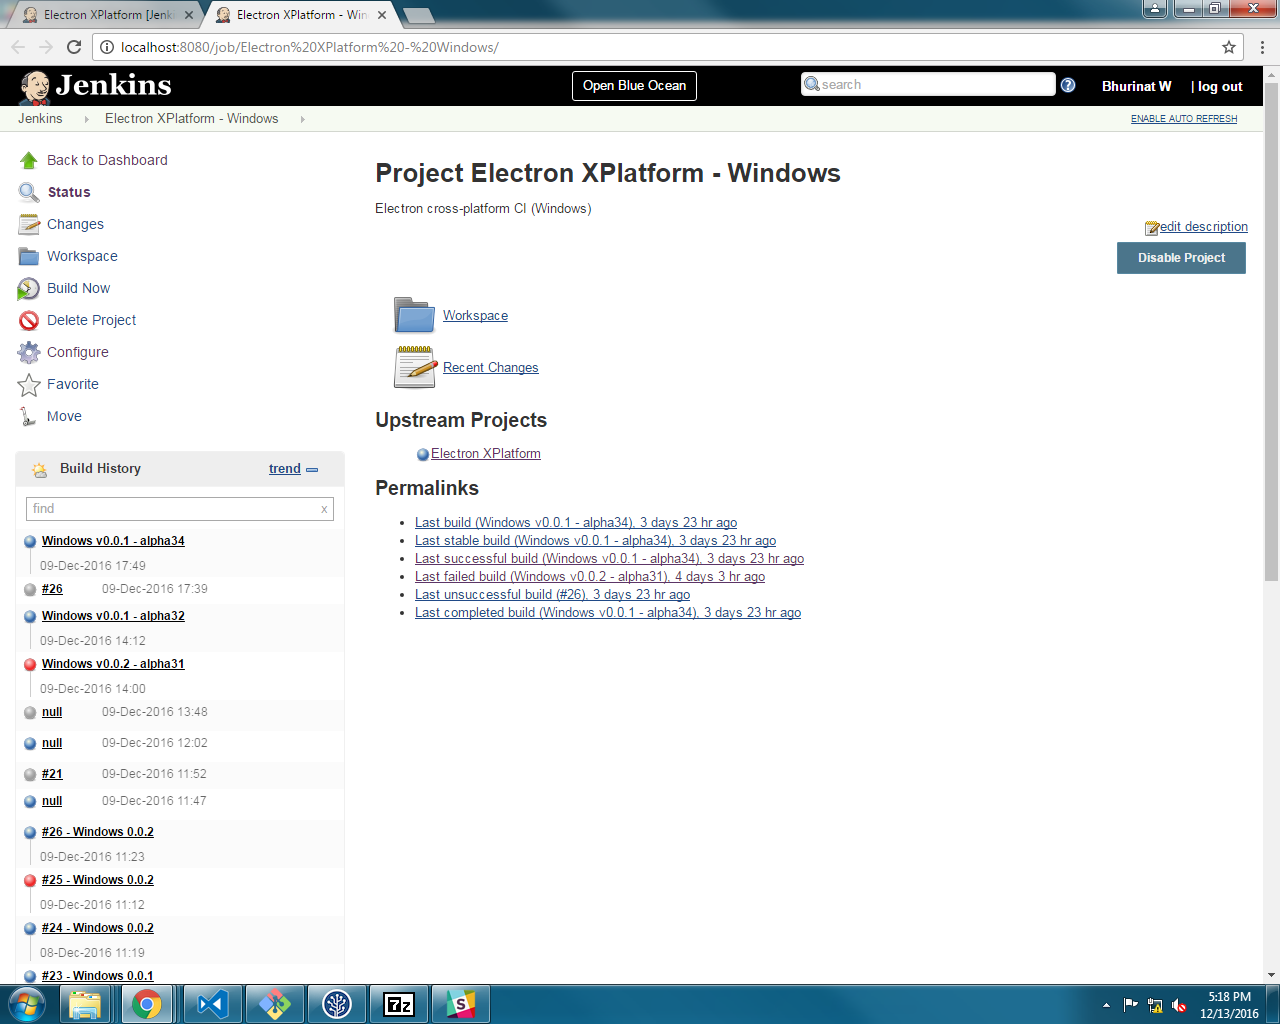 Electron XPlatform [Jenk
Electron XPlatform - Win
localhost:8080/job/Electron%20XPlatform%20-%20Windows/
Jenkins
Open Blue Ocean
search
Bhurinat W
| log out
Jenkins
Electron XPlatform - Windows
ENABLE AUTO REFRESH
Back to Dashboard
Status
Changes
Workspace
Build Now
Delete Project
Configure
Favorite
Move
Project Electron XPlatform - Windows
Electron cross-platform CI (Windows)
edit description
Disable Project
Workspace
Recent Changes
Upstream Projects
Electron XPlatform
Permalinks
Last build (Windows v0.0.1 - alpha34), 3 days 23 hr ago
Last stable build (Windows v0.0.1 - alpha34), 3 days 23 hr ago
Last successful build (Windows v0.0.1 - alpha34), 3 days 23 hr ago
Last failed build (Windows v0.0.2 - alpha31), 4 days 3 hr ago
Last unsuccessful build (#26), 3 days 23 hr ago
Last completed build (Windows v0.0.1 - alpha34), 3 days 23 hr ago
Build History
trend
find
x
Windows v0.0.1 - alpha34
09-Dec-2016 17:49
#26 09-Dec-2016 17:39
Windows v0.0.1 - alpha32
09-Dec-2016 14:12
Windows v0.0.2 - alpha31
09-Dec-2016 14:00
null 09-Dec-2016 13:48
null 09-Dec-2016 12:02
#21 09-Dec-2016 11:52
null 09-Dec-2016 11:47
#26 - Windows 0.0.2
09-Dec-2016 11:23
#25 - Windows 0.0.2
09-Dec-2016 11:12
#24 - Windows 0.0.2
08-Dec-2016 11:19
#23 - Windows 0.0.1
7z
S
5:18 PM
12/13/2016